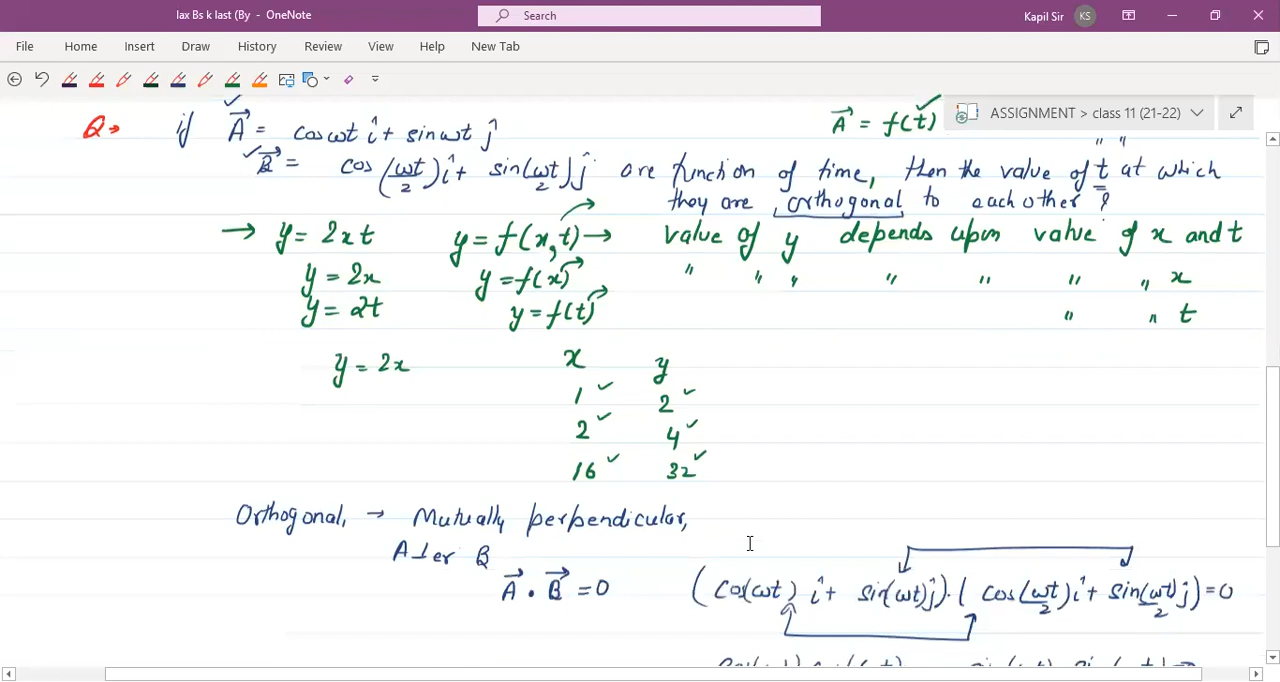 lax Bs k last (By - OneNote
Search
Kapil Sir KS
File Home Insert Draw History Review View Help New Tab
ASSIGNMENT > class 11 (21-22)
Q→ if A = cosωt î + sinωt ĵ A = f(t)
B = cos(ωt/2) î + sin(ωt/2) ĵ are function of time, then the value of "t" at which
they are orthogonal to each other ?
→ y = 2xt y = f(x,t) → value of y depends upon value of x and t
y = 2x y = f(x) " " " " " " " x
y = 2t y = f(t) " " t
y = 2x x y
1 2
2 4
16 32
Orthogonal, → Mutually perpendicular,
A ⊥er B
A . B = 0 (cos(ωt) î + sin(ωt) ĵ) . ( cos(ωt/2) î + sin(ωt/2) ĵ) = 0